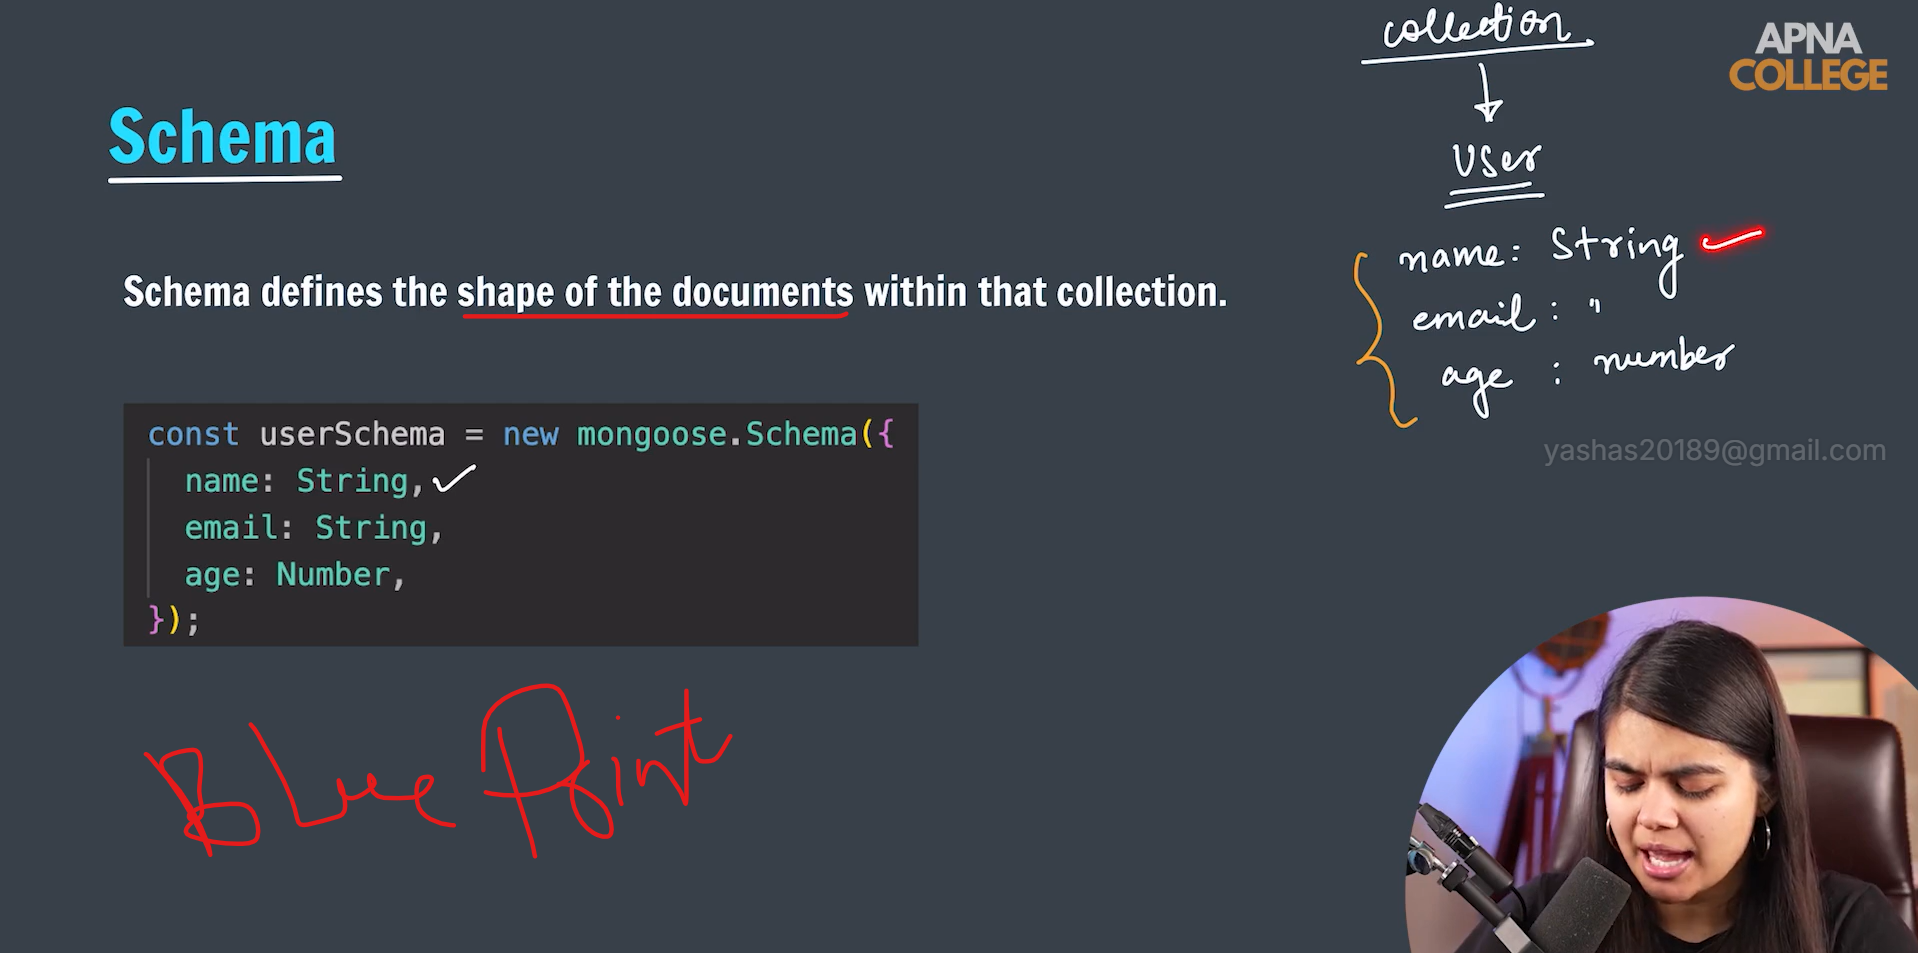 collection
APNA
COLLEGE
Schema
User
name: String
Schema defines the shape of the documents within that collection.
email: "
age : number
const userSchema = new mongoose.Schema({
yashas20189@gmail.com
name: String,
email: String,
age: Number,
});
Blue Point